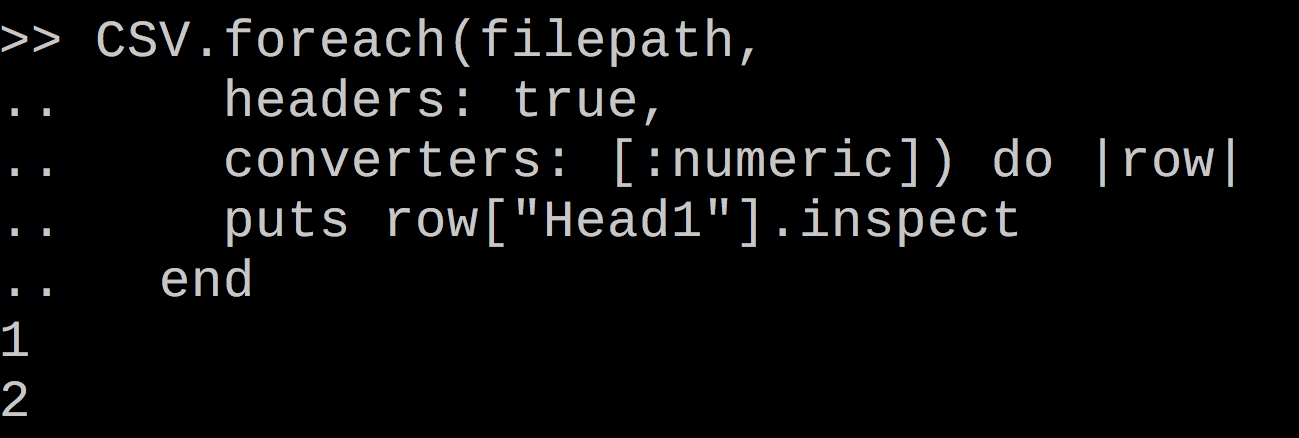 >> CSV.foreach(filepath,
..     headers: true,
..     converters: [:numeric]) do |row|
..     puts row["Head1"].inspect
..   end
1
2